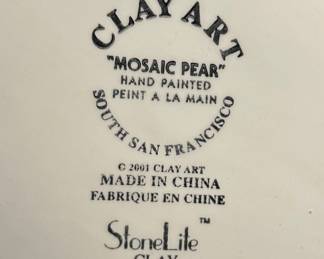 CLAY ART
"MOSAIC PEAR"
HAND PAINTED
PEINT A LA MAIN
SOUTH SAN FRANCISCO
© 2001 CLAY ART
MADE IN CHINA
FABRIQUE EN CHINE
StoneLite™
CLAY